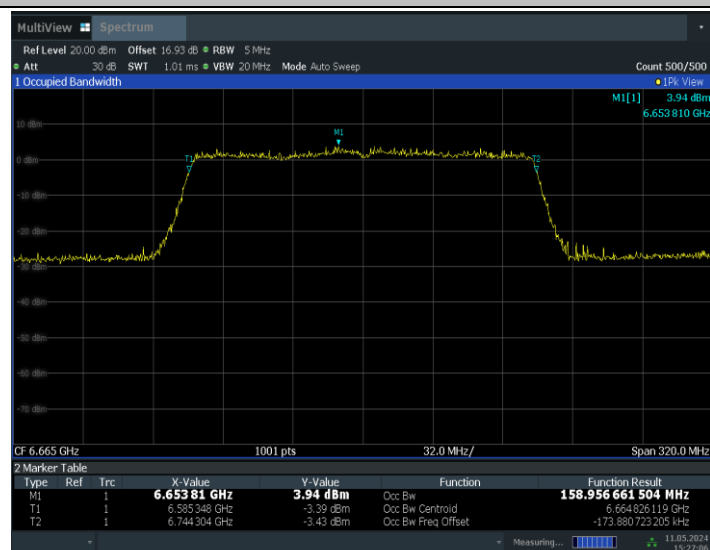 MultiView Spectrum
Ref Level 20.00 dBm Offset 16.93 dB RBW 5 MHz
Att 30 dB SWT 1.01 ms VBW 20 MHz Mode Auto Sweep Count 500/500
1 Occupied Bandwidth 1Pk View
M1[1] 3.94 dBm
6.653 810 GHz
10 dBm
M1
0 dBm
T1
T2
-10 dBm
-20 dBm
-30 dBm
-40 dBm
-50 dBm
-60 dBm
-70 dBm
CF 6.665 GHz 1001 pts 32.0 MHz/ Span 320.0 MHz
2 Marker Table
Type Ref Trc X-Value Y-Value Function Function Result
M1 1 6.653 81 GHz 3.94 dBm Occ Bw 158.956 661 504 MHz
T1 1 6.585 348 GHz -3.39 dBm Occ Bw Centroid 6.664 826 119 GHz
T2 1 6.744 304 GHz -3.43 dBm Occ Bw Freq Offset -173.880 723 205 kHz
Measuring... 11.05.2024
15:27:06